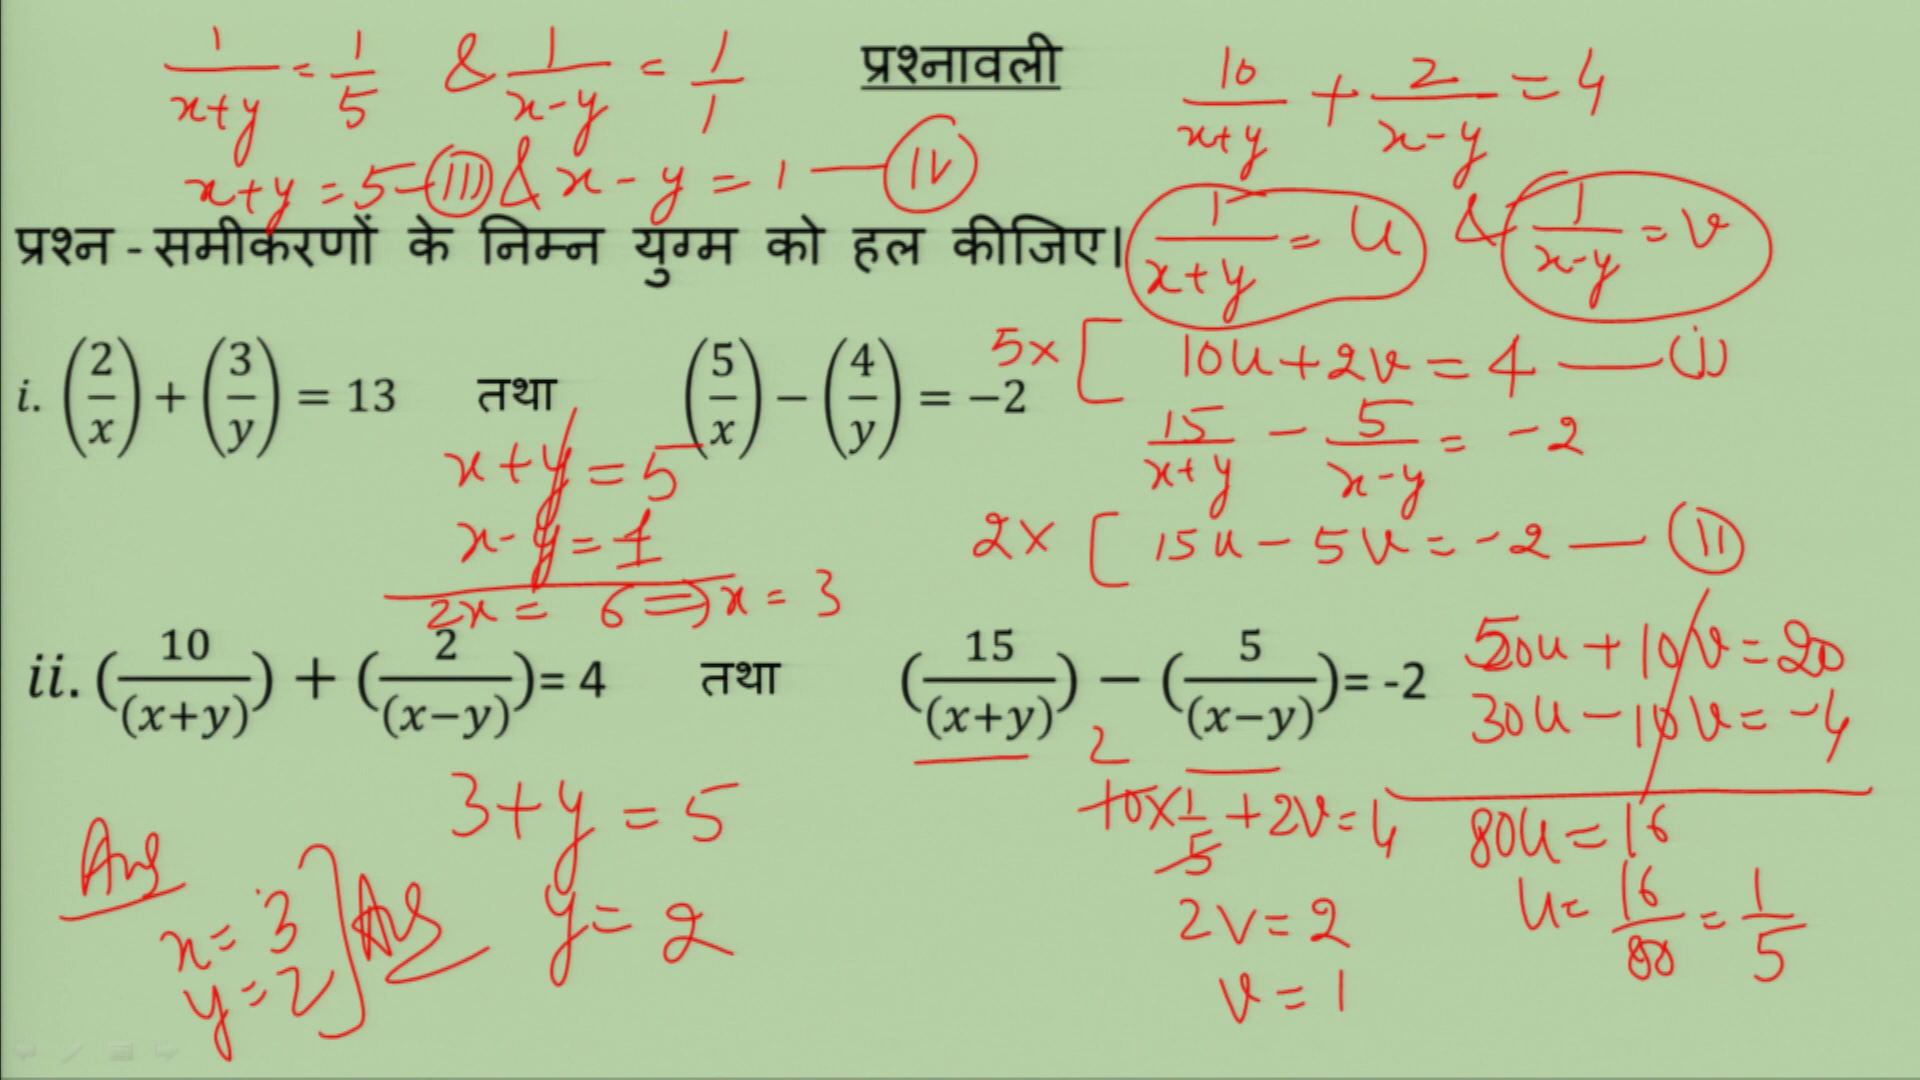 प्रश्नावली
1/(x+y) = 1/5 & 1/(x-y) = 1/1
x+y = 5 - (III) & x - y = 1 — (IV)
10/(x+y) + 2/(x-y) = 4
1/(x+y) = u & 1/(x-y) = v
प्रश्न - समीकरणों के निम्न युग्म को हल कीजिए।
5x [ 10u + 2v = 4 — (i)
i. (2/x) + (3/y) = 13 तथा (5/x) − (4/y) = −2
15/(x+y) - 5/(x-y) = -2
2x [ 15u - 5v = -2 — (II)
x+y = 5
x-y = 1
2x = 6 ⇒ x = 3
ii. (10/(x+y)) + (2/(x−y)) = 4 तथा (15/(x+y)) − (5/(x−y)) = -2
50u + 10v = 20
30u - 10v = -4
80u = 16
u = 16/80 = 1/5
2
10 x 1/5 + 2v = 4
2v = 2
v = 1
3+y = 5
y = 2
Ans
x = 3
y = 2 ] Ans